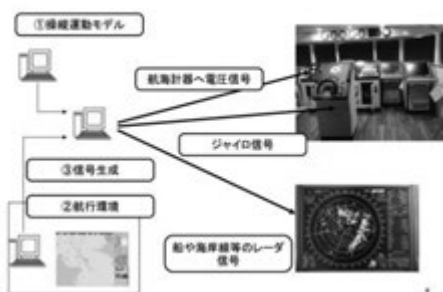 ①操縦運動モデル
航海計器へ電圧信号
ジャイロ信号
③信号生成
②航行環境
船や海岸線等のレーダ
信号